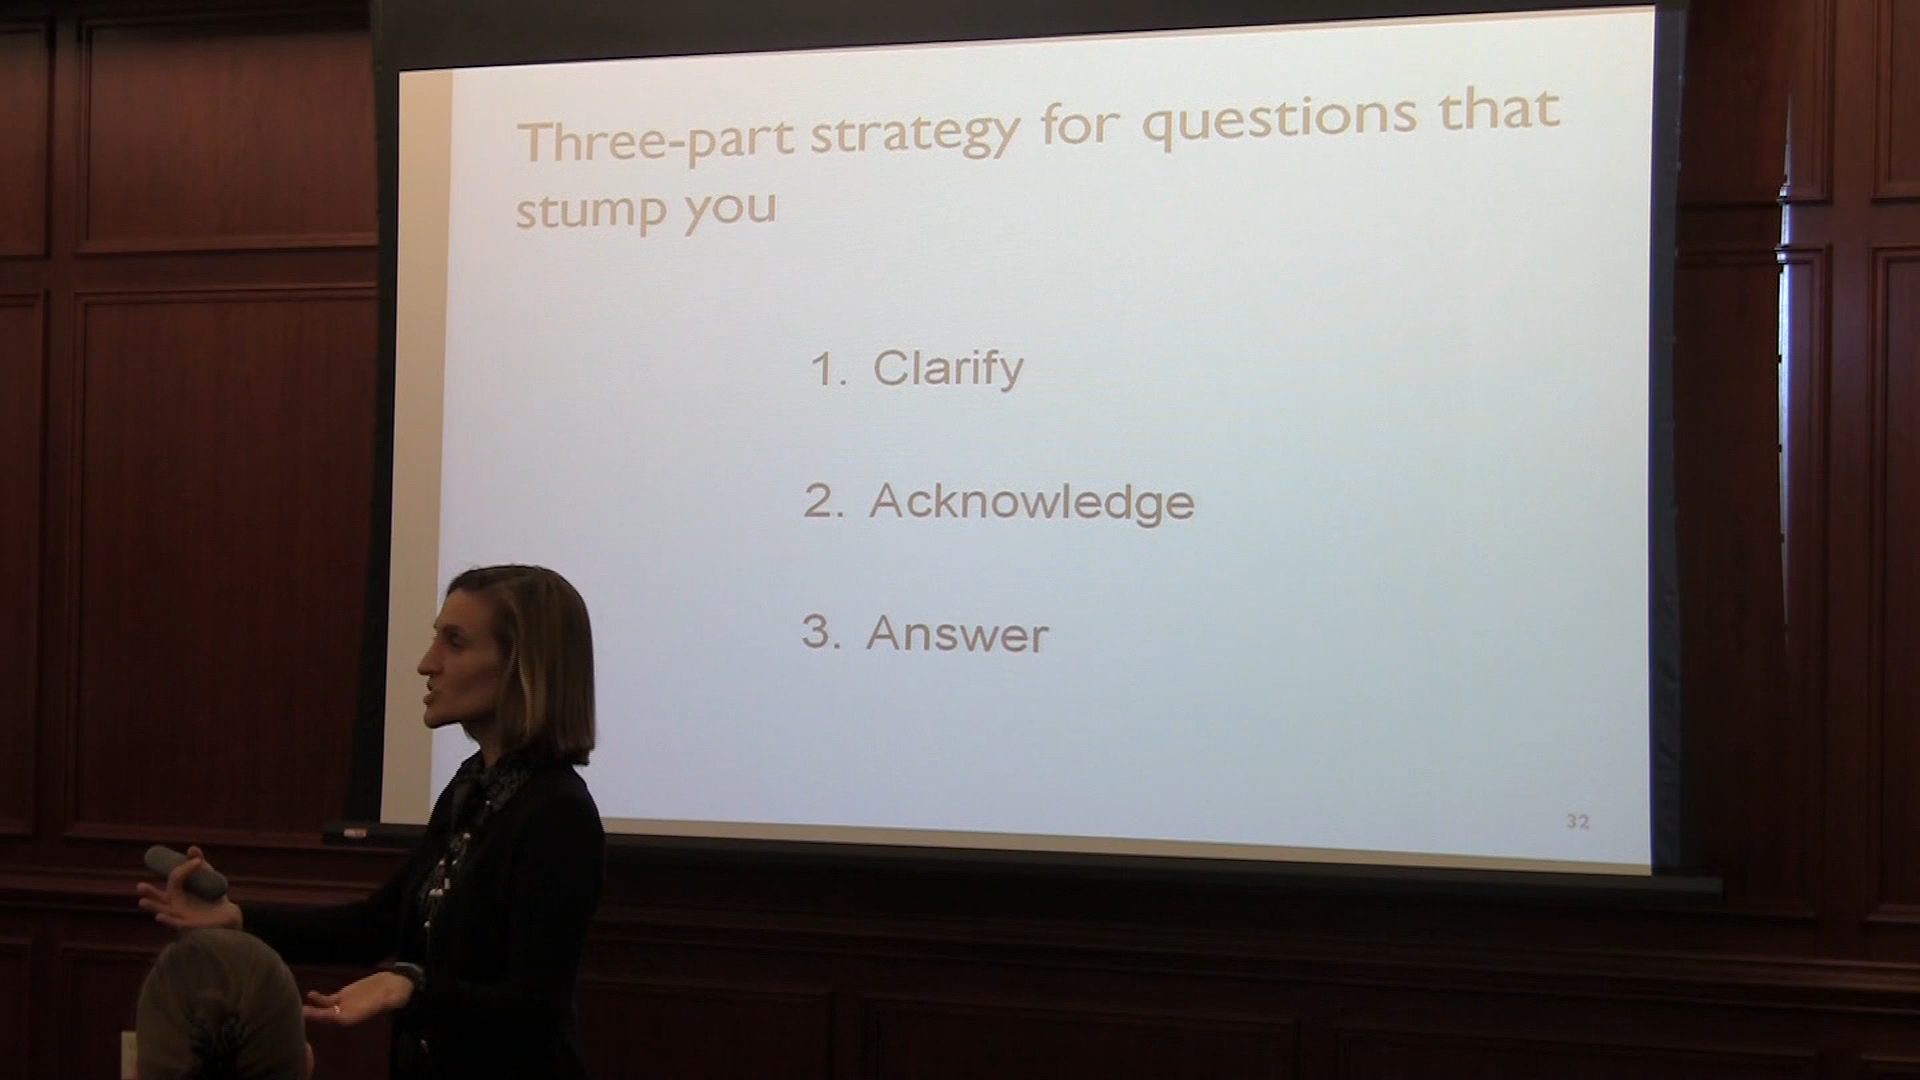 Three-part strategy for questions that
stump you
1. Clarify
2. Acknowledge
3. Answer
32